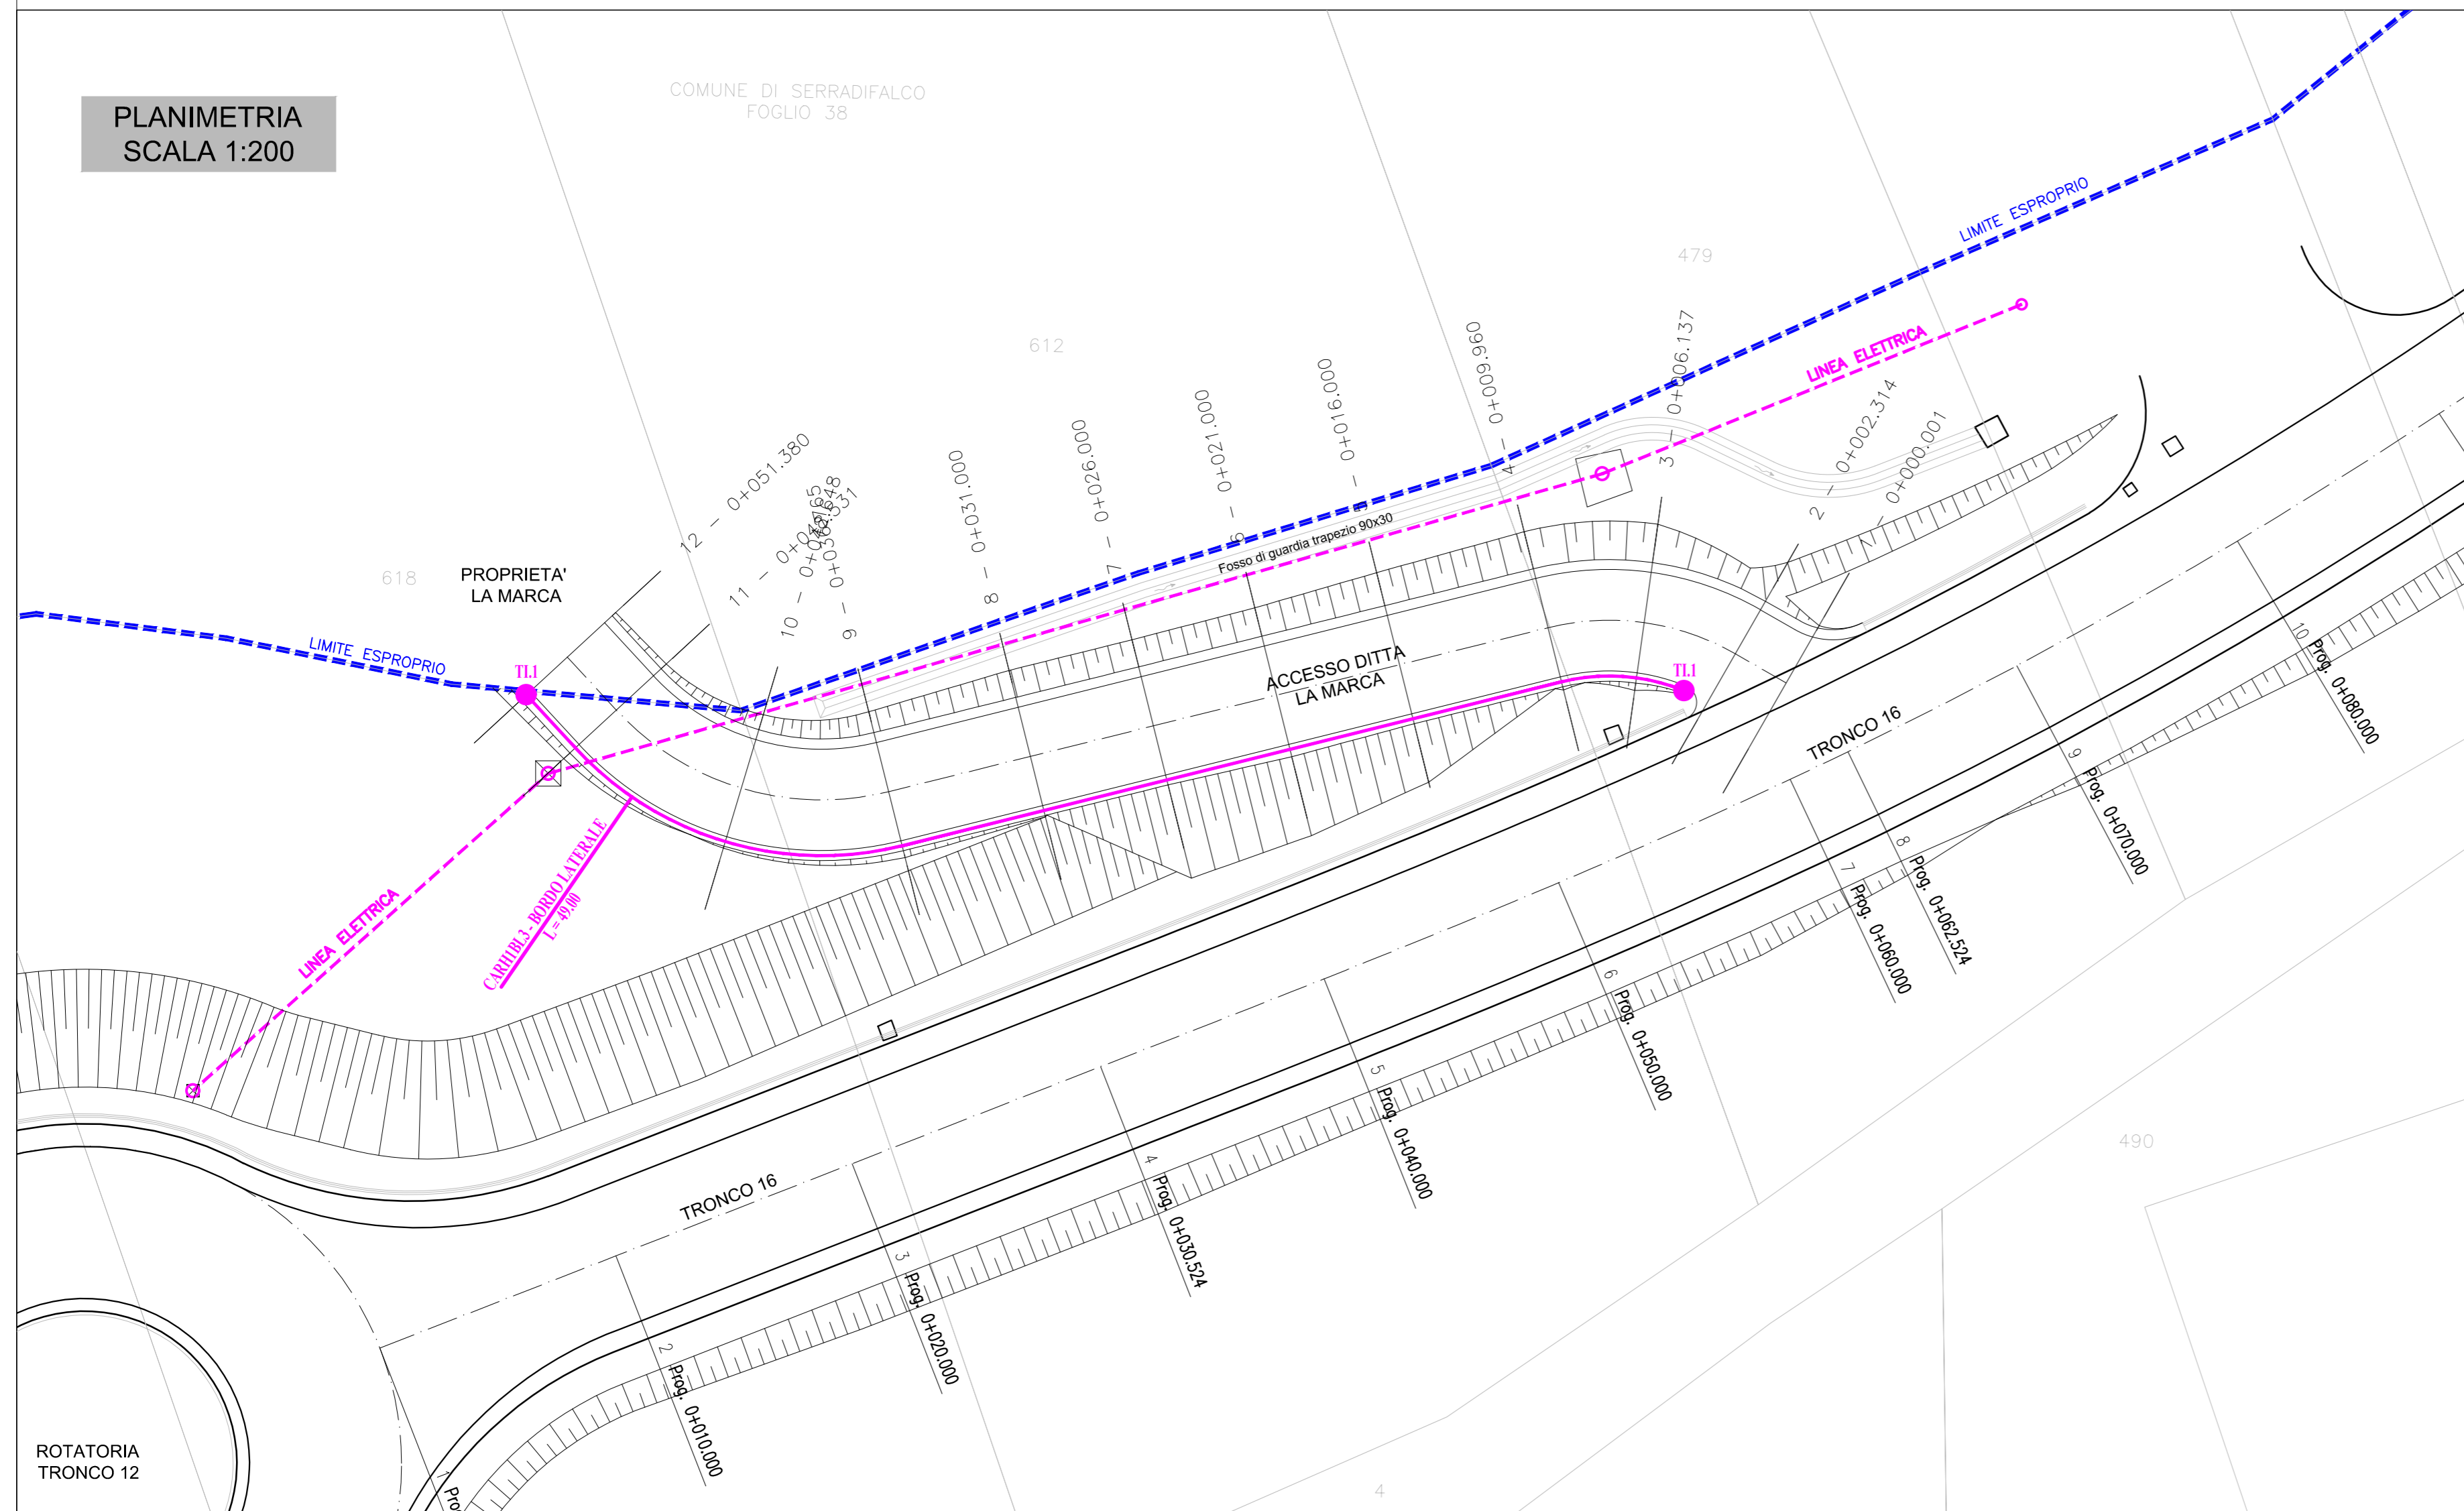 PLANIMETRIA
SCALA 1:200
COMUNE DI SERRADIFALCO
FOGLIO 38
479
612
618
490
4
LIMITE ESPROPRIO
LIMITE ESPROPRIO
LINEA ELETTRICA
LINEA ELETTRICA
PROPRIETA'
LA MARCA
12 - 0+051.380
9
8 - 0+031.000
7 - 0+026.000
6 - 0+021.000
0+016.000
4 - 0+009.960
3 - 0+006.137
2 - 0+002.314
1 - 0+000.001
Fosso di guardia trapezio 90x30
TI.1
TI.1
ACCESSO DITTA
LA MARCA
CARH1BL3 - BORDO LATERALE
L = 49.00
TRONCO 16
TRONCO 16
10 Prog. 0+080.000
9 Prog. 0+070.000
8 Prog. 0+062.524
7 Prog. 0+060.000
6 Prog. 0+050.000
5 Prog. 0+040.000
4 Prog. 0+030.524
3 Prog. 0+020.000
2 Prog. 0+010.000
1
ROTATORIA
TRONCO 12